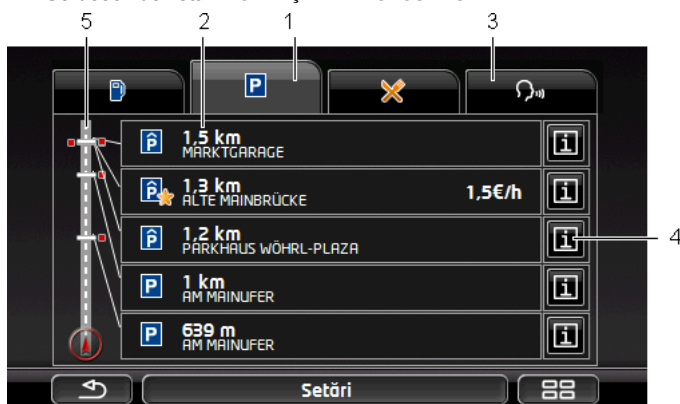 5 2 1 3
P
1,5 km
MARKTGARAGE
1,3 km
ALTE MAINBRÜCKE
1,5€/h
1,2 km
PARKHAUS WÖHRL-PLAZA
4
P
1 km
AM MAINUFER
P
639 m
AM MAINUFER
Setări